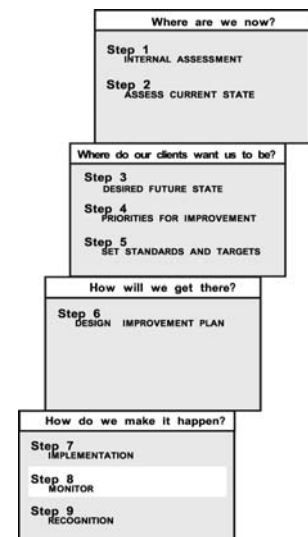 Where are we now?
Step 1
INTERNAL ASSESSMENT
Step 2
ASSESS CURRENT STATE
Where do our clients want us to be?
Step 3
DESIRED FUTURE STATE
Step 4
PRIORITIES FOR IMPROVEMENT
Step 5
SET STANDARDS AND TARGETS
How will we get there?
Step 6
DESIGN IMPROVEMENT PLAN
How do we make it happen?
Step 7
IMPLEMENTATION
Step 8
MONITOR
Step 9
RECOGNITION